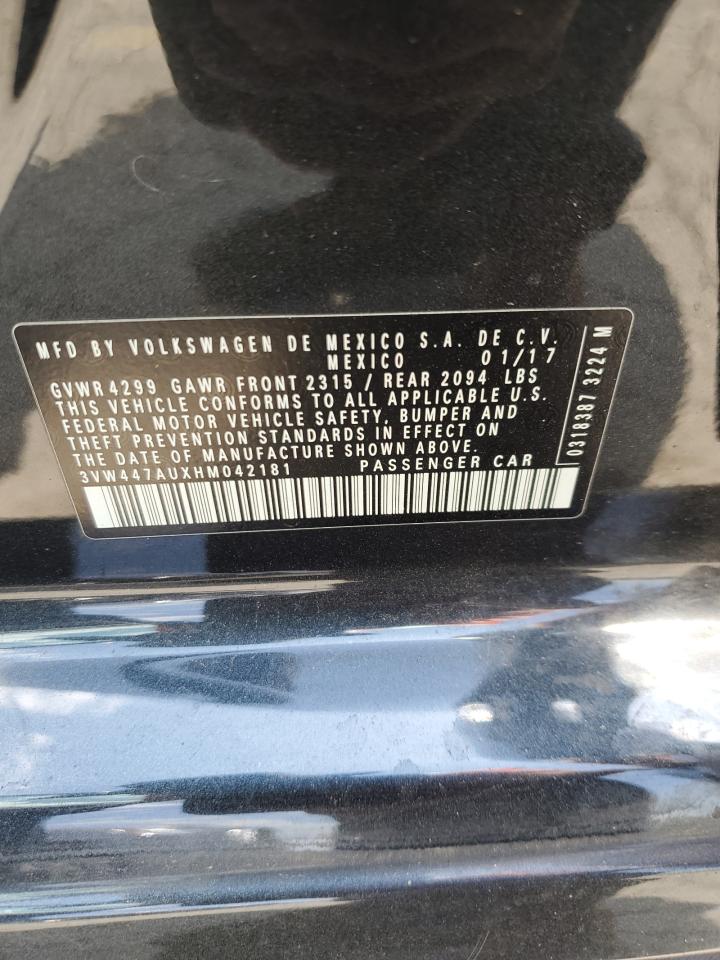 MFD BY VOLKSWAGEN DE MEXICO S.A. DE C.V.
MEXICO 01/17
GVWR 4299 GAWR FRONT 2315 / REAR 2094 LBS
THIS VEHICLE CONFORMS TO ALL APPLICABLE U.S.
FEDERAL MOTOR VEHICLE SAFETY, BUMPER AND
THEFT PREVENTION STANDARDS IN EFFECT ON
THE DATE OF MANUFACTURE SHOWN ABOVE.
3VW447AUXHM042181 PASSENGER CAR
0318387 3224 M